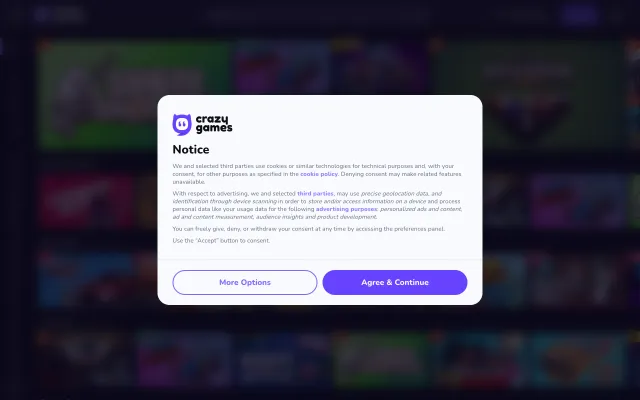 crazy
games
Notice
We and selected third parties use cookies or similar technologies for technical purposes and, with your
consent, for other purposes as specified in the cookie policy. Denying consent may make related features
unavailable.
With respect to advertising, we and selected third parties, may use precise geolocation data, and
identification through device scanning in order to store and/or access information on a device and process
personal data like your usage data for the following advertising purposes: personalized ads and content,
ad and content measurement, audience insights and product development.
You can freely give, deny, or withdraw your consent at any time by accessing the preferences panel.
Use the "Accept" button to consent.
More Options
Agree & Continue